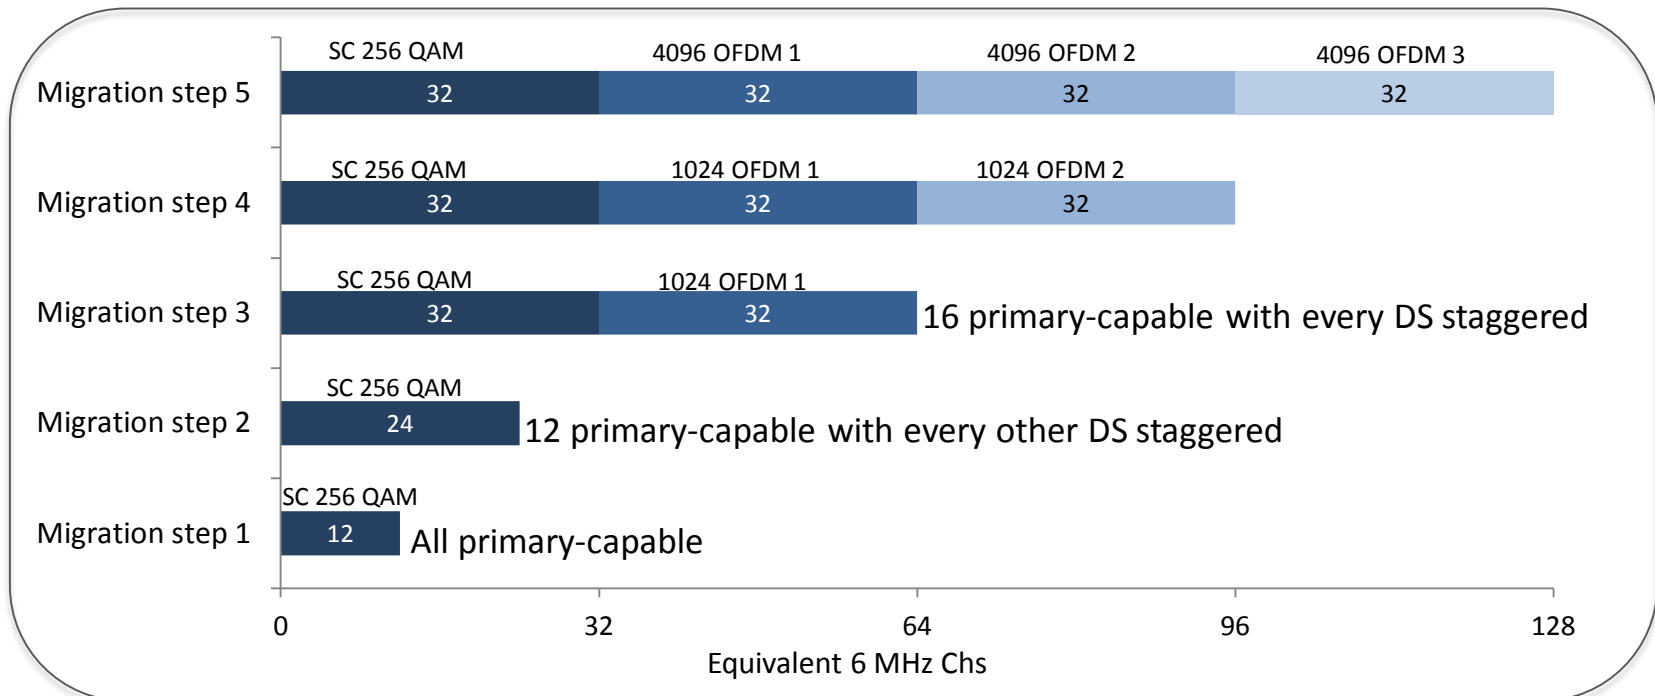 SC 256 QAM 4096 OFDM 1 4096 OFDM 2 4096 OFDM 3
Migration step 5 32 32 32 32
SC 256 QAM 1024 OFDM 1 1024 OFDM 2
Migration step 4 32 32 32
SC 256 QAM 1024 OFDM 1
Migration step 3 32 32 16 primary-capable with every DS staggered
SC 256 QAM
Migration step 2 24 12 primary-capable with every other DS staggered
SC 256 QAM
Migration step 1 12 All primary-capable
0 32 64 96 128
Equivalent 6 MHz Chs